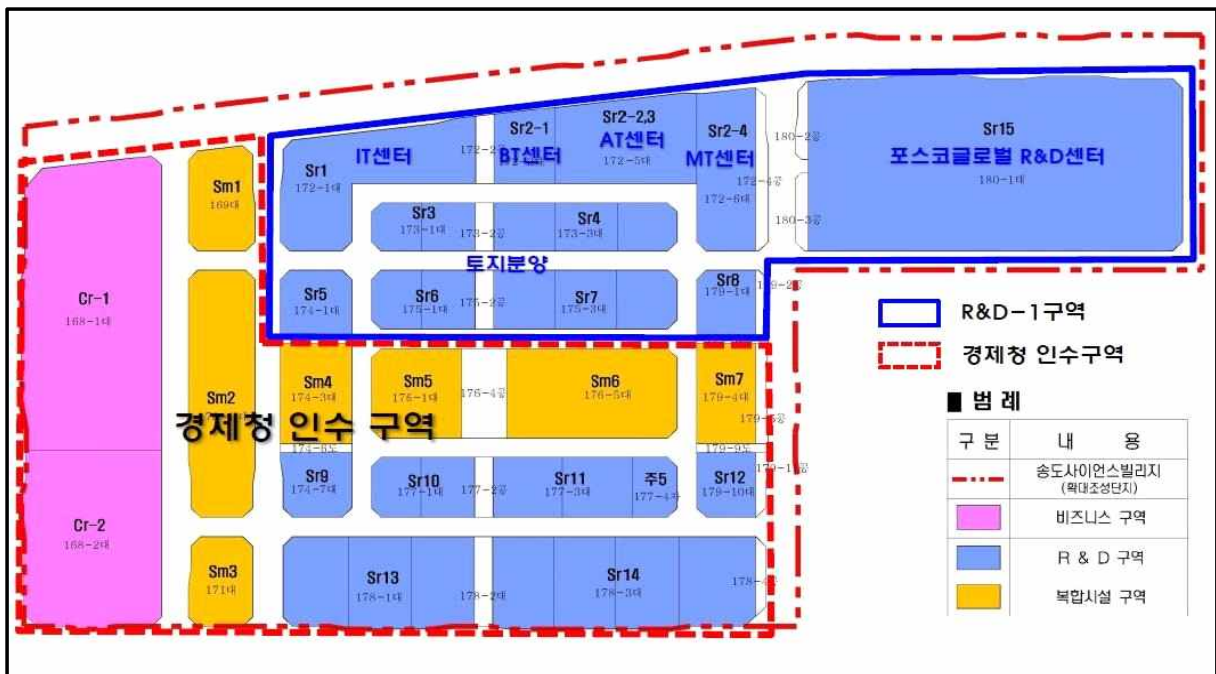 Sr2-2,3
Sr2-1
AT센터
Sr2-4
Sr15
180-2공
Sr1
IT센터
BT센터
172-5대
MT센터
포스코글로벌 R&D센터
172-1대
172-4공
180-1대
Sm1
169대
172-6대
Sr3
173-1대
173-2공
Sr4
173-3대
180-3공
토지분양
Cr-1
168-1대
Sr5
174-1대
Sr6
175-1대
175-2공
Sr7
175-3대
Sr8
179-1대
179-2공
R&D-1구역
경제청 인수구역
Sm4
174-3대
Sm5
176-1대
176-4공
Sm6
176-5대
Sm7
179-4대
Sm2
경제청 인수 구역
179-9도
■ 범 례
구 분 내 용
송도사이언스빌리지
(확대조성단지)
비즈니스 구역
R & D 구역
복합시설 구역
Sr9
174-7대
Sr10
177-1대
177-2공
Sr11
177-3대
주5
Sr12
179-10대
Cr-2
168-2대
Sm3
171대
Sr13
178-1대
Sr14
178-3대